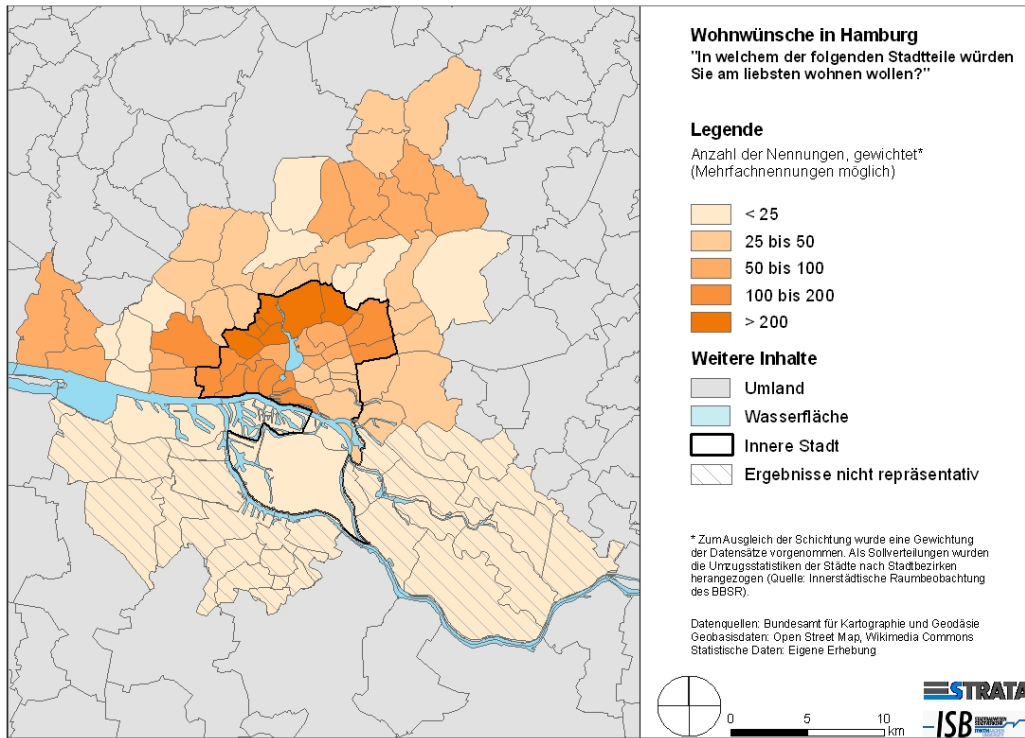 Wohnwünsche in Hamburg
"In welchem der folgenden Stadtteile würden
Sie am liebsten wohnen wollen?"
Legende
Anzahl der Nennungen, gewichtet*
(Mehrfachnennungen möglich)
< 25
25 bis 50
50 bis 100
100 bis 200
> 200
Weitere Inhalte
Umland
Wasserfläche
Innere Stadt
Ergebnisse nicht repräsentativ
* Zum Ausgleich der Schichtung wurde eine Gewichtung
der Datensätze vorgenommen. Als Sollverteilungen wurden
die Umzugsstatistiken der Städte nach Stadtbezirken
herangezogen (Quelle: Innerstädtische Raumbeobachtung
des BBSR).
Datenquellen: Bundesamt für Kartographie und Geodäsie
Geobasisdaten: Open Street Map, Wikimedia Commons
Statistische Daten: Eigene Erhebung
STRATA
0 5 10
km
ISB